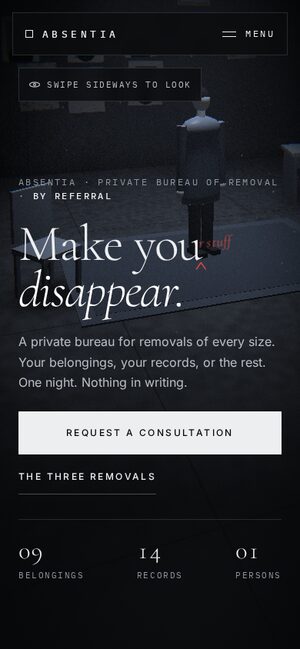 ABSENTIA
MENU
SWIPE SIDEWAYS TO LOOK
ABSENTIA · PRIVATE BUREAU OF REMOVAL
· BY REFERRAL
Make your stuff
disappear.
A private bureau for removals of every size.
Your belongings, your records, or the rest.
One night. Nothing in writing.
REQUEST A CONSULTATION
THE THREE REMOVALS
09 14 01
BELONGINGS RECORDS PERSONS